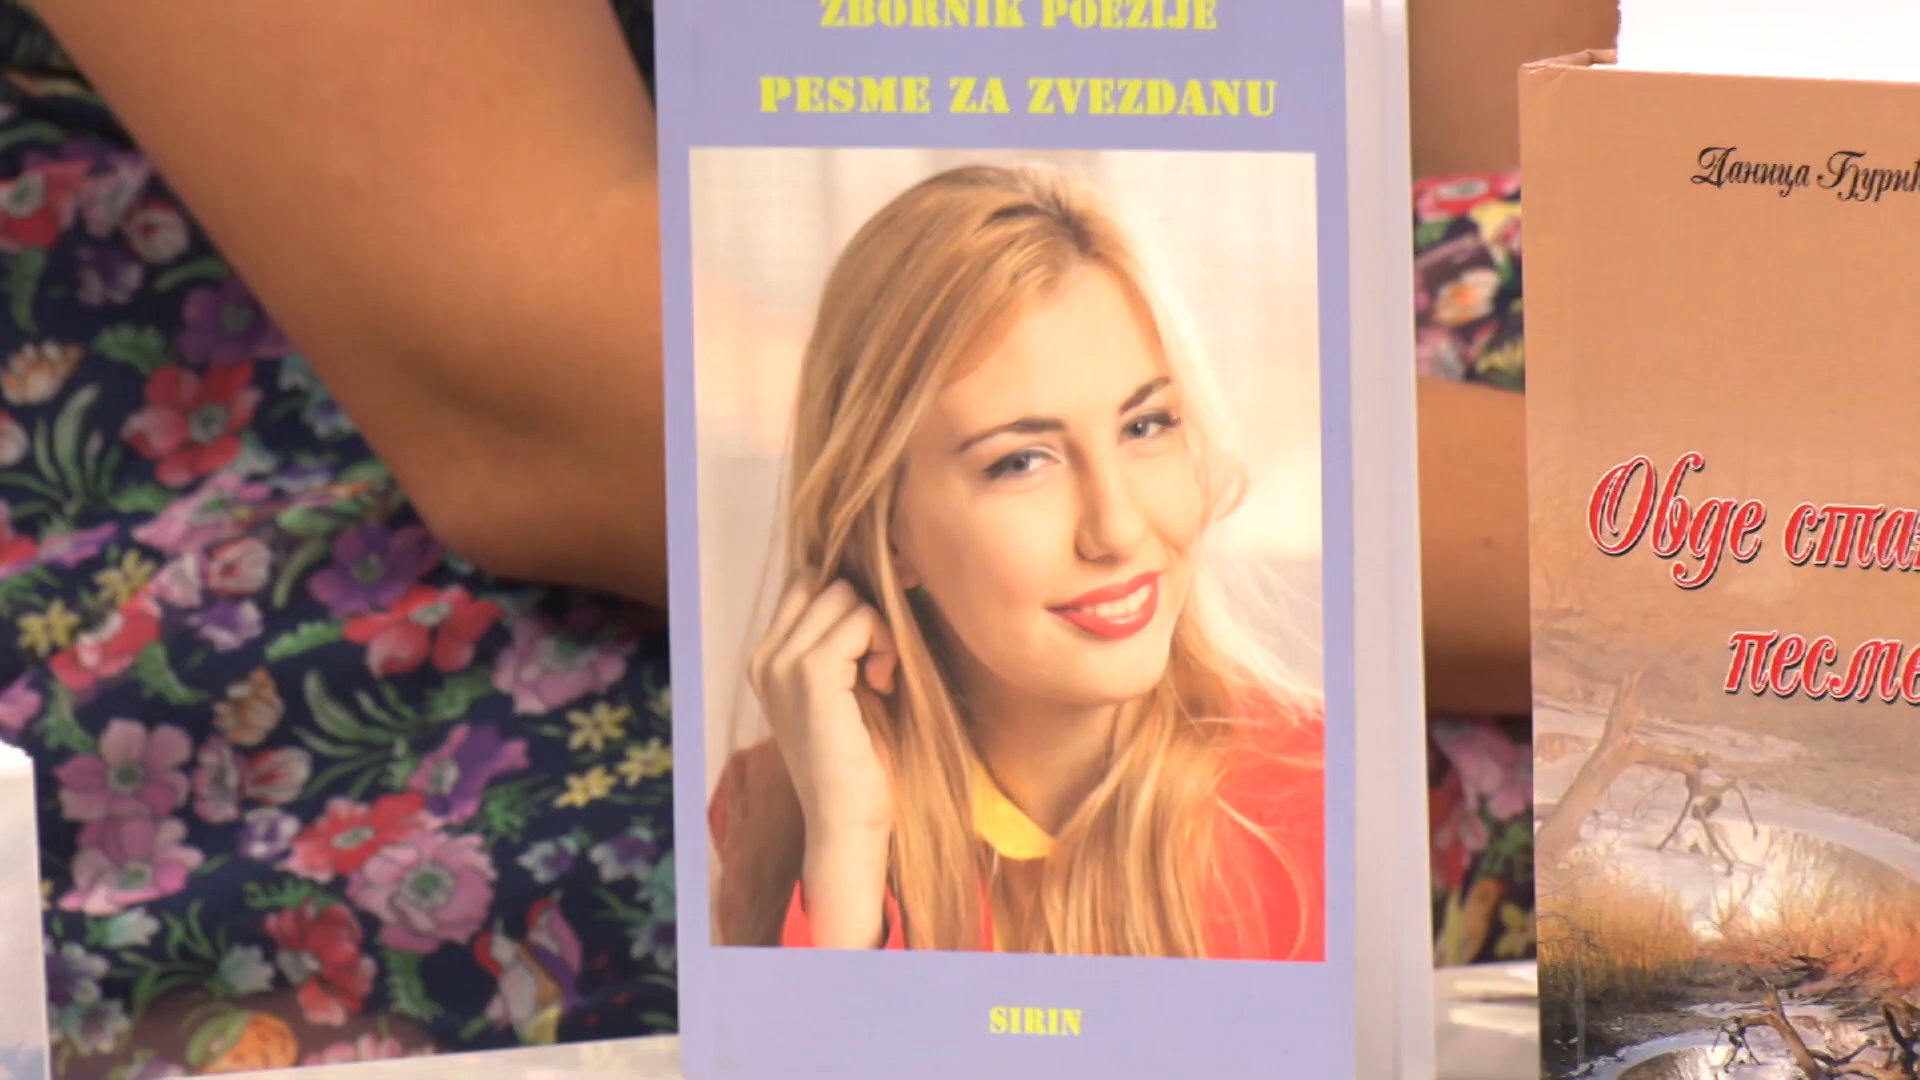 ZBORNIK POEZIJE
PESME ZA ZVEZDANU
SIRIN
Даница
Овде
песме